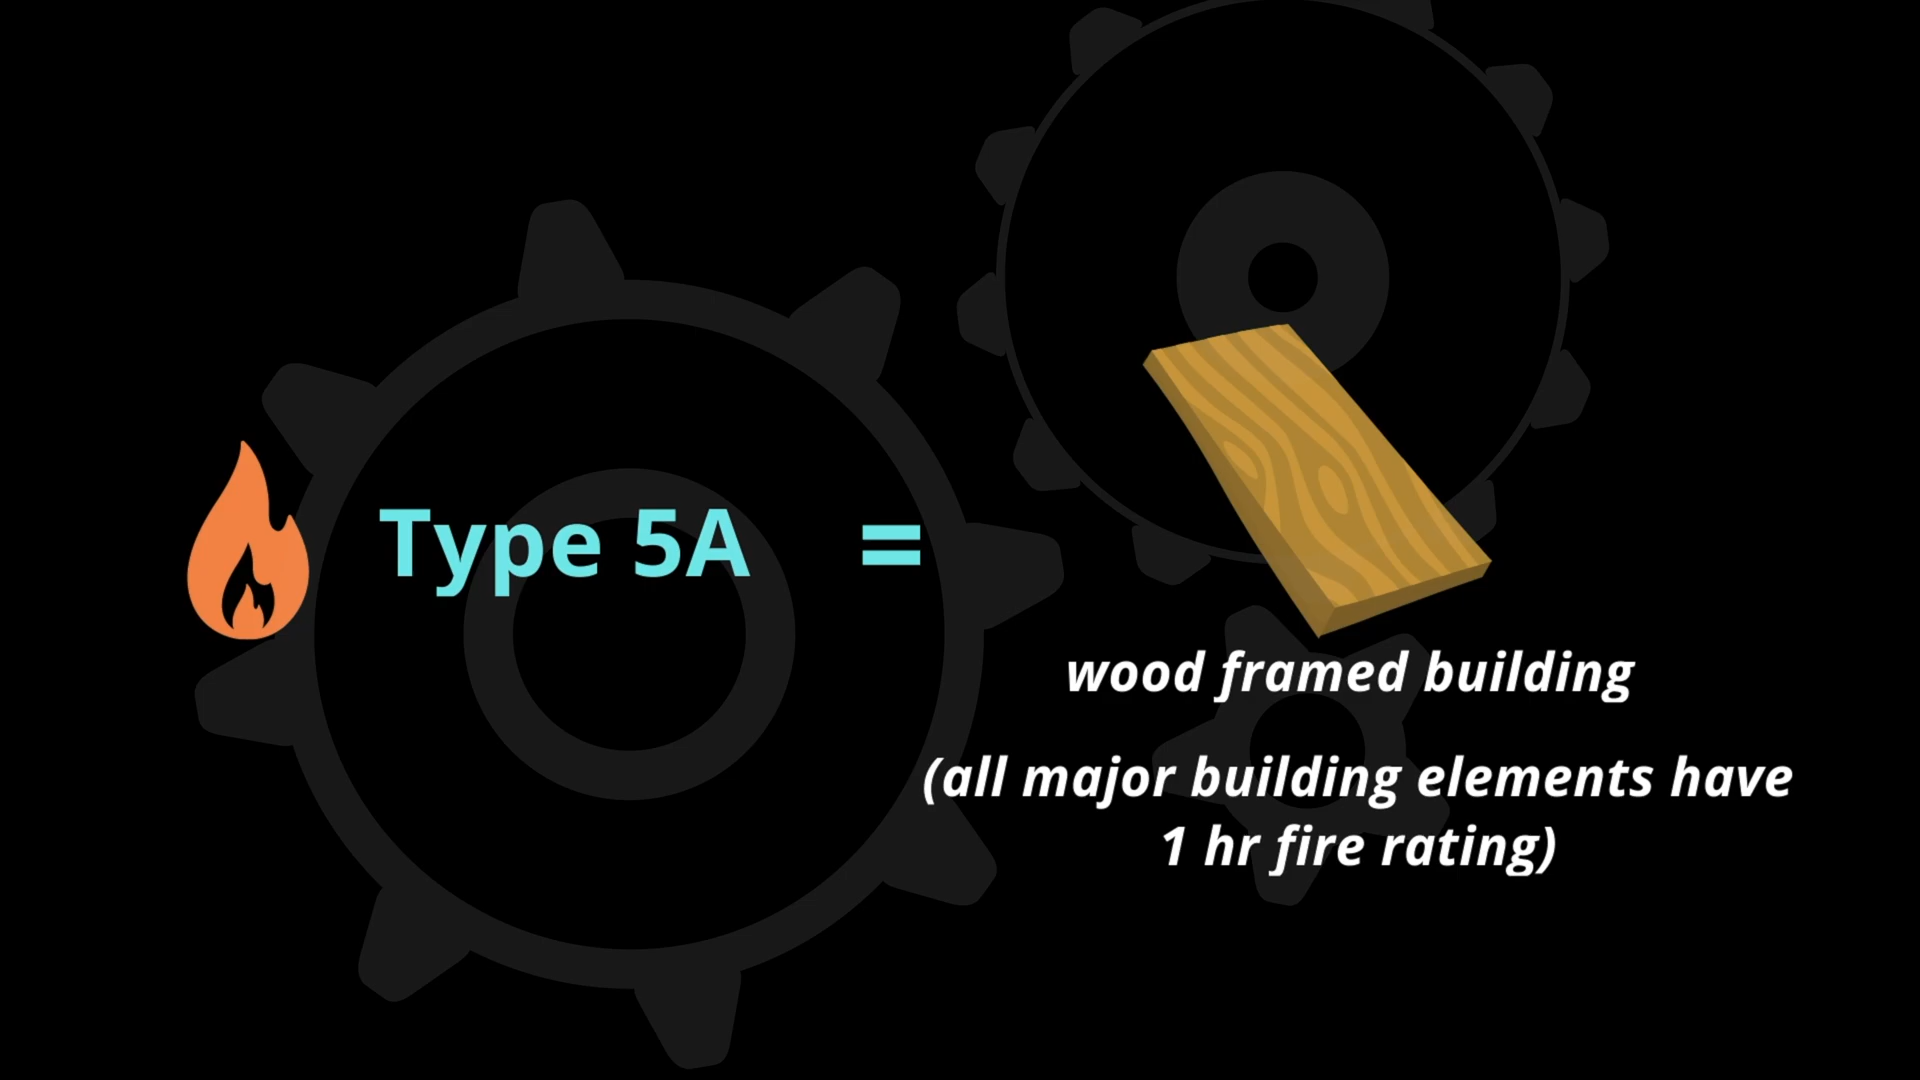 Type 5A =
wood framed building
(all major building elements have
1 hr fire rating)